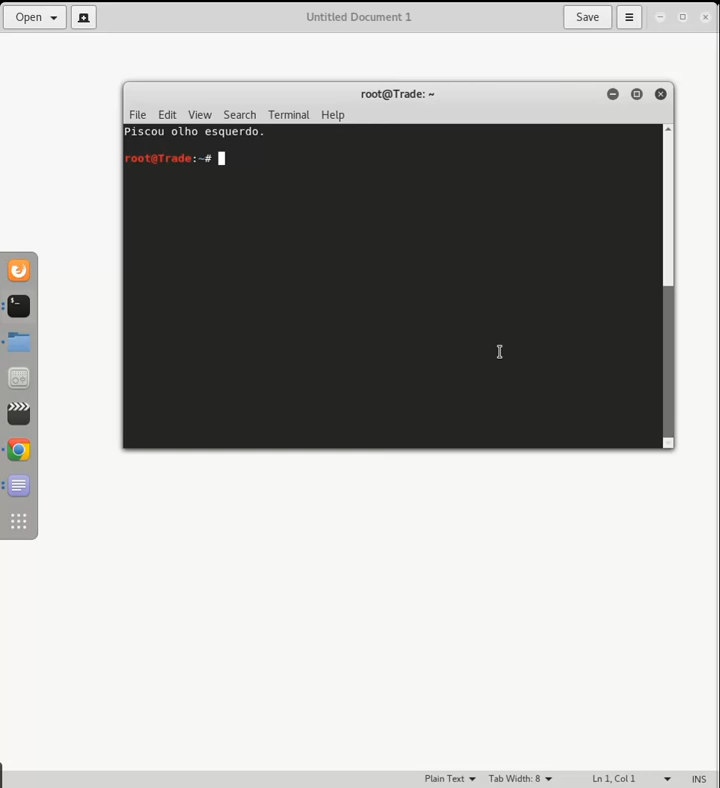 Open
Untitled Document 1
Save
root@Trade: ~
File Edit View Search Terminal Help
Piscou olho esquerdo.
root@Trade:~#
Plain Text Tab Width: 8 Ln 1, Col 1 INS